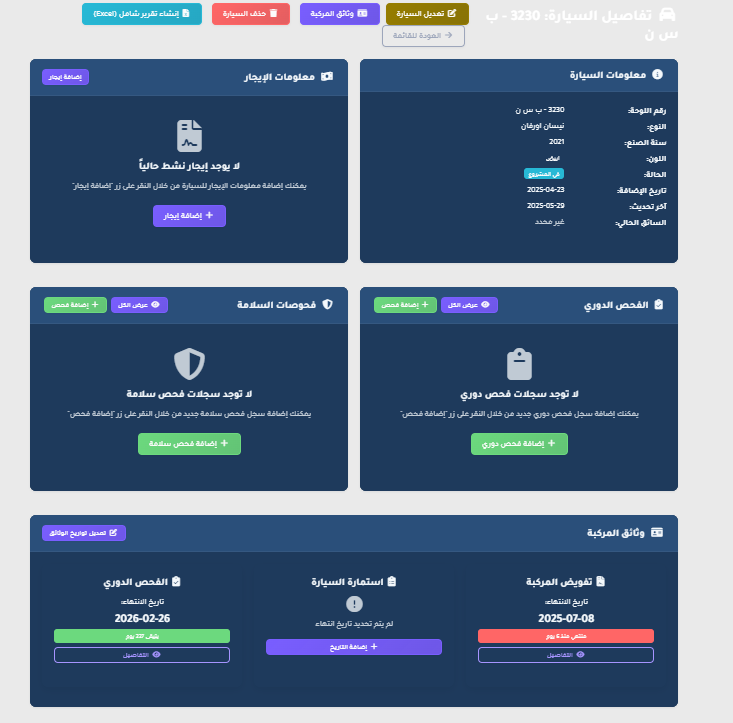 تفاصيل السيارة: 3230 - ب
س ن
تعديل السيارة
وثائق المركبة
حذف السيارة
إنشاء تقرير شامل (Excel)
العودة للقائمة
معلومات السيارة
رقم اللوحة: 3230 - ب س ن
النوع: نيسان اورفان
سنة الصنع: 2021
اللون: ابيض
الحالة: في المشروع
تاريخ الإضافة: 2025-04-23
آخر تحديث: 2025-05-29
السائق الحالي: غير محدد
معلومات الإيجار
إضافة إيجار
لا يوجد إيجار نشط حالياً
يمكنك إضافة معلومات الإيجار للسيارة من خلال النقر على زر "إضافة إيجار"
إضافة إيجار
الفحص الدوري
عرض الكل
إضافة فحص
لا توجد سجلات فحص دوري
يمكنك إضافة سجل فحص دوري جديد من خلال النقر على زر "إضافة فحص"
إضافة فحص دوري
فحوصات السلامة
عرض الكل
إضافة فحص
لا توجد سجلات فحص سلامة
يمكنك إضافة سجل فحص سلامة جديد من خلال النقر على زر "إضافة فحص"
إضافة فحص سلامة
وثائق المركبة
تعديل تواريخ الوثائق
تفويض المركبة
تاريخ الانتهاء:
2025-07-08
منتهي منذ 6 يوم
التفاصيل
استمارة السيارة
لم يتم تحديد تاريخ انتهاء
إضافة التاريخ
الفحص الدوري
تاريخ الانتهاء:
2026-02-26
يتبقى 227 يوم
التفاصيل